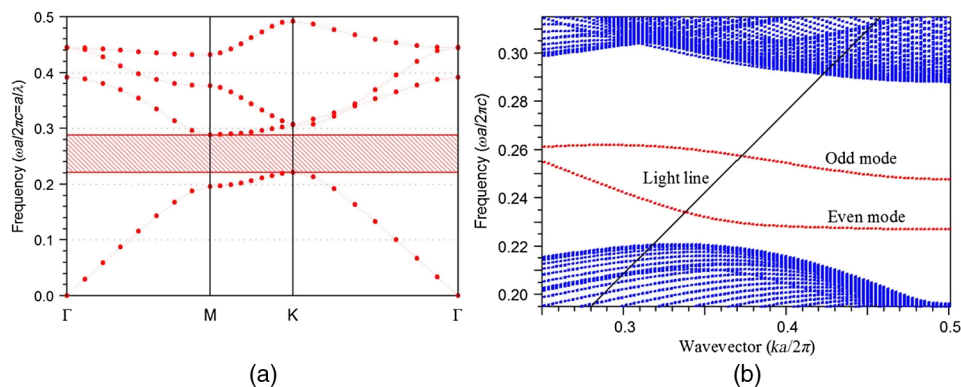 Frequency (ωa/2πc=a/λ)
0.5
0.4
0.3
0.2
0.1
0.0
Γ M K Γ
(a)
Frequency (ωa/2πc)
0.30
0.28
0.26
0.24
0.22
0.20
Odd mode
Light line
Even mode
0.3 0.4 0.5
Wavevector (ka/2π)
(b)